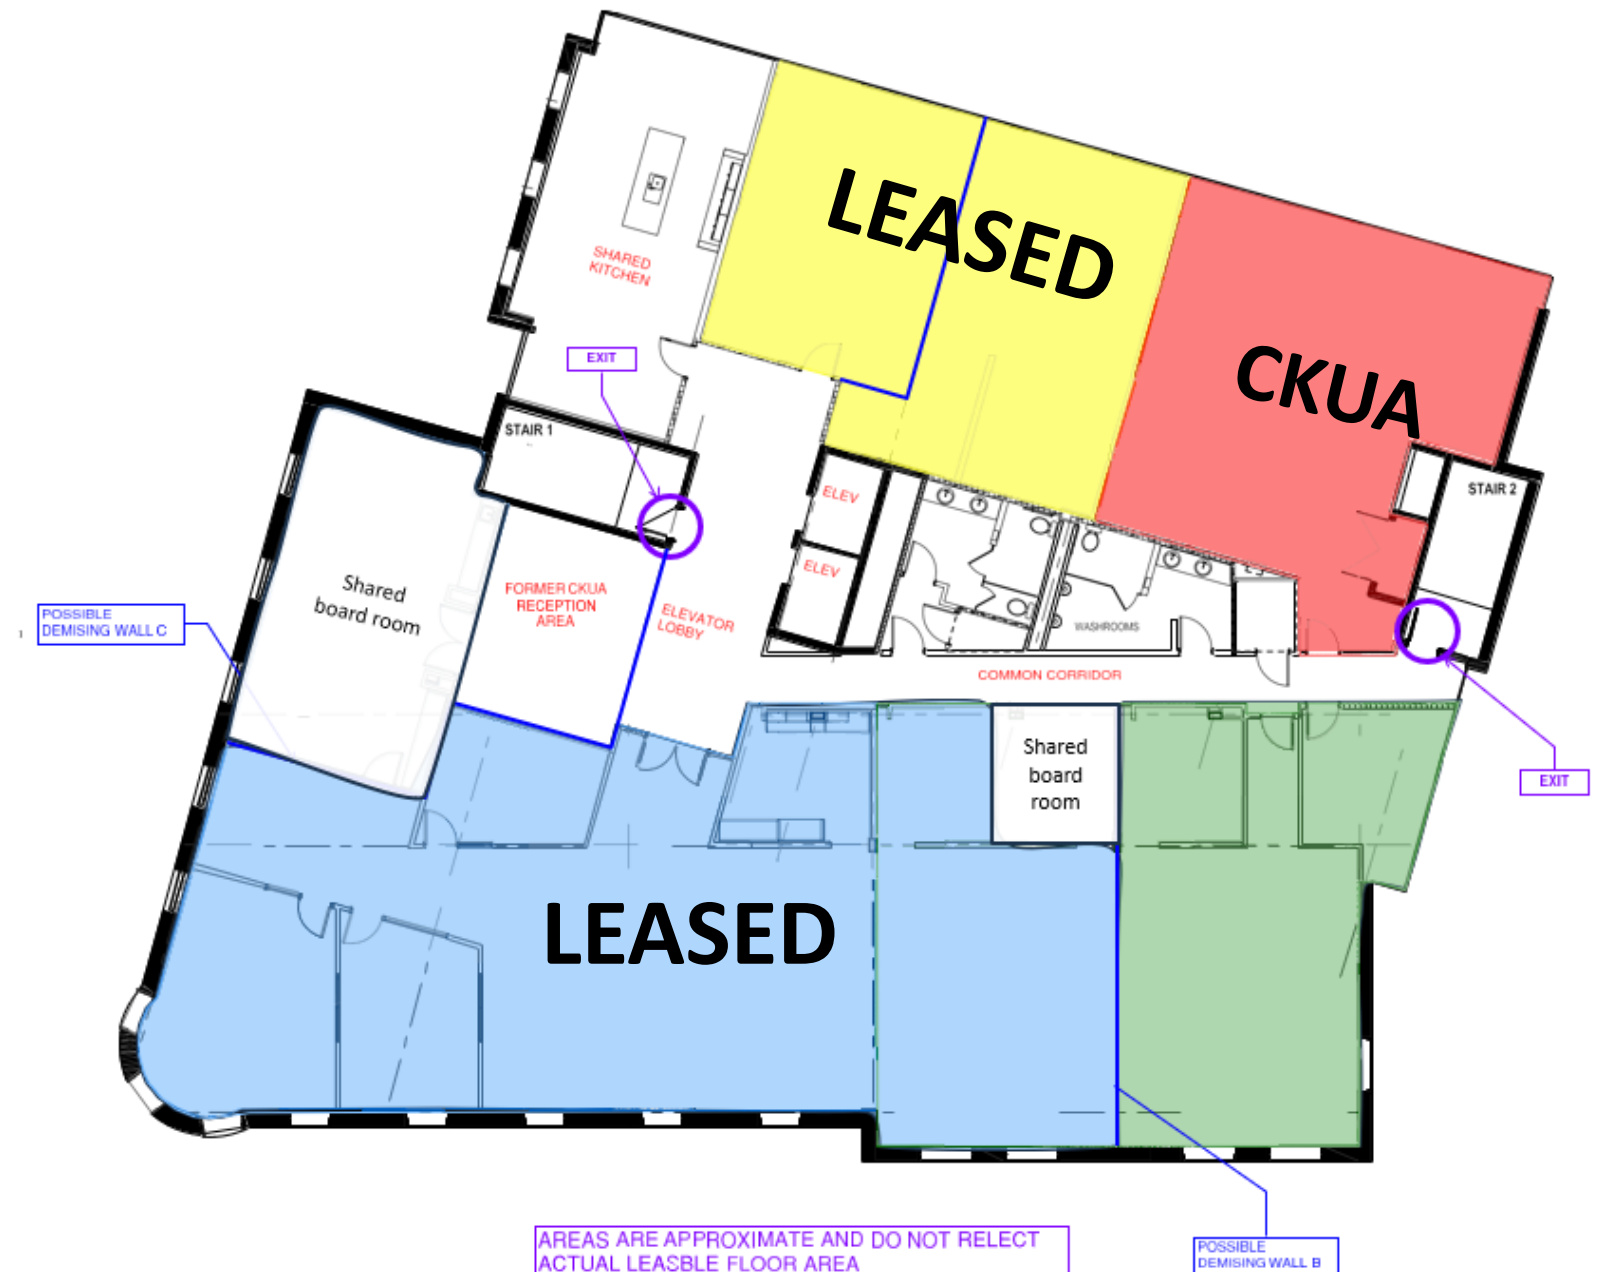 LEASED
CKUA
SHARED
KITCHEN
EXIT
STAIR 1
ELEV
ELEV
STAIR 2
Shared
board room
FORMER CKUA
RECEPTION
AREA
ELEVATOR
LOBBY
WASHROOMS
POSSIBLE
DEMISING WALL C
COMMON CORRIDOR
Shared
board
room
EXIT
LEASED
AREAS ARE APPROXIMATE AND DO NOT RELECT
ACTUAL LEASBLE FLOOR AREA
POSSIBLE
DEMISING WALL B